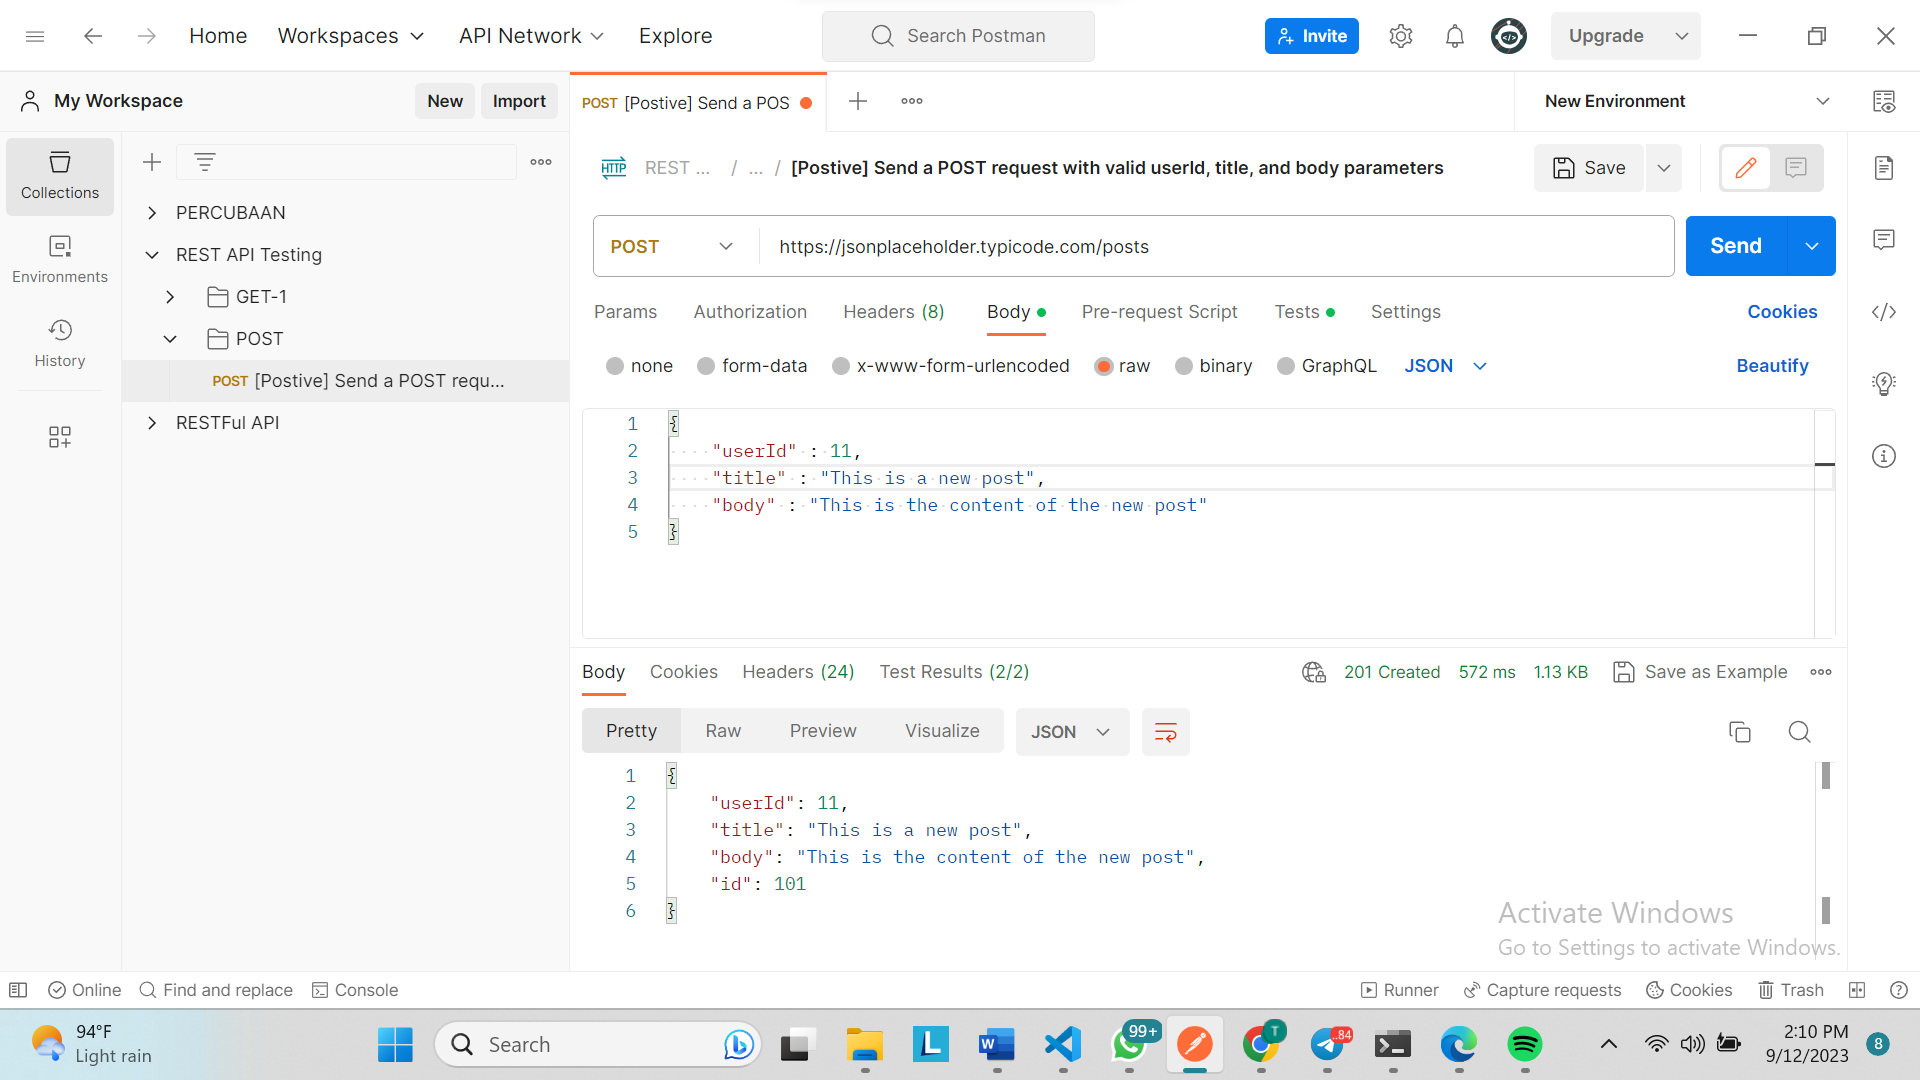 Home Workspaces API Network Explore Search Postman Invite Upgrade
My Workspace New Import POST [Postive] Send a POS New Environment
Collections
Environments
History
PERCUBAAN
REST API Testing
GET-1
POST
POST [Postive] Send a POST requ...
RESTFul API
HTTP REST ... / ... / [Postive] Send a POST request with valid userId, title, and body parameters Save
POST https://jsonplaceholder.typicode.com/posts Send
Params Authorization Headers (8) Body Pre-request Script Tests Settings Cookies
none form-data x-www-form-urlencoded raw binary GraphQL JSON Beautify
1 {
2 "userId" : 11,
3 "title" : "This is a new post",
4 "body" : "This is the content of the new post"
5 }
Body Cookies Headers (24) Test Results (2/2) 201 Created 572 ms 1.13 KB Save as Example
Pretty Raw Preview Visualize JSON
1 {
2 "userId": 11,
3 "title": "This is a new post",
4 "body": "This is the content of the new post",
5 "id": 101
6 }
Activate Windows
Go to Settings to activate Windows.
Online Find and replace Console Runner Capture requests Cookies Trash
94°F
Light rain
Search
99+
T
..84
2:10 PM
9/12/2023
8